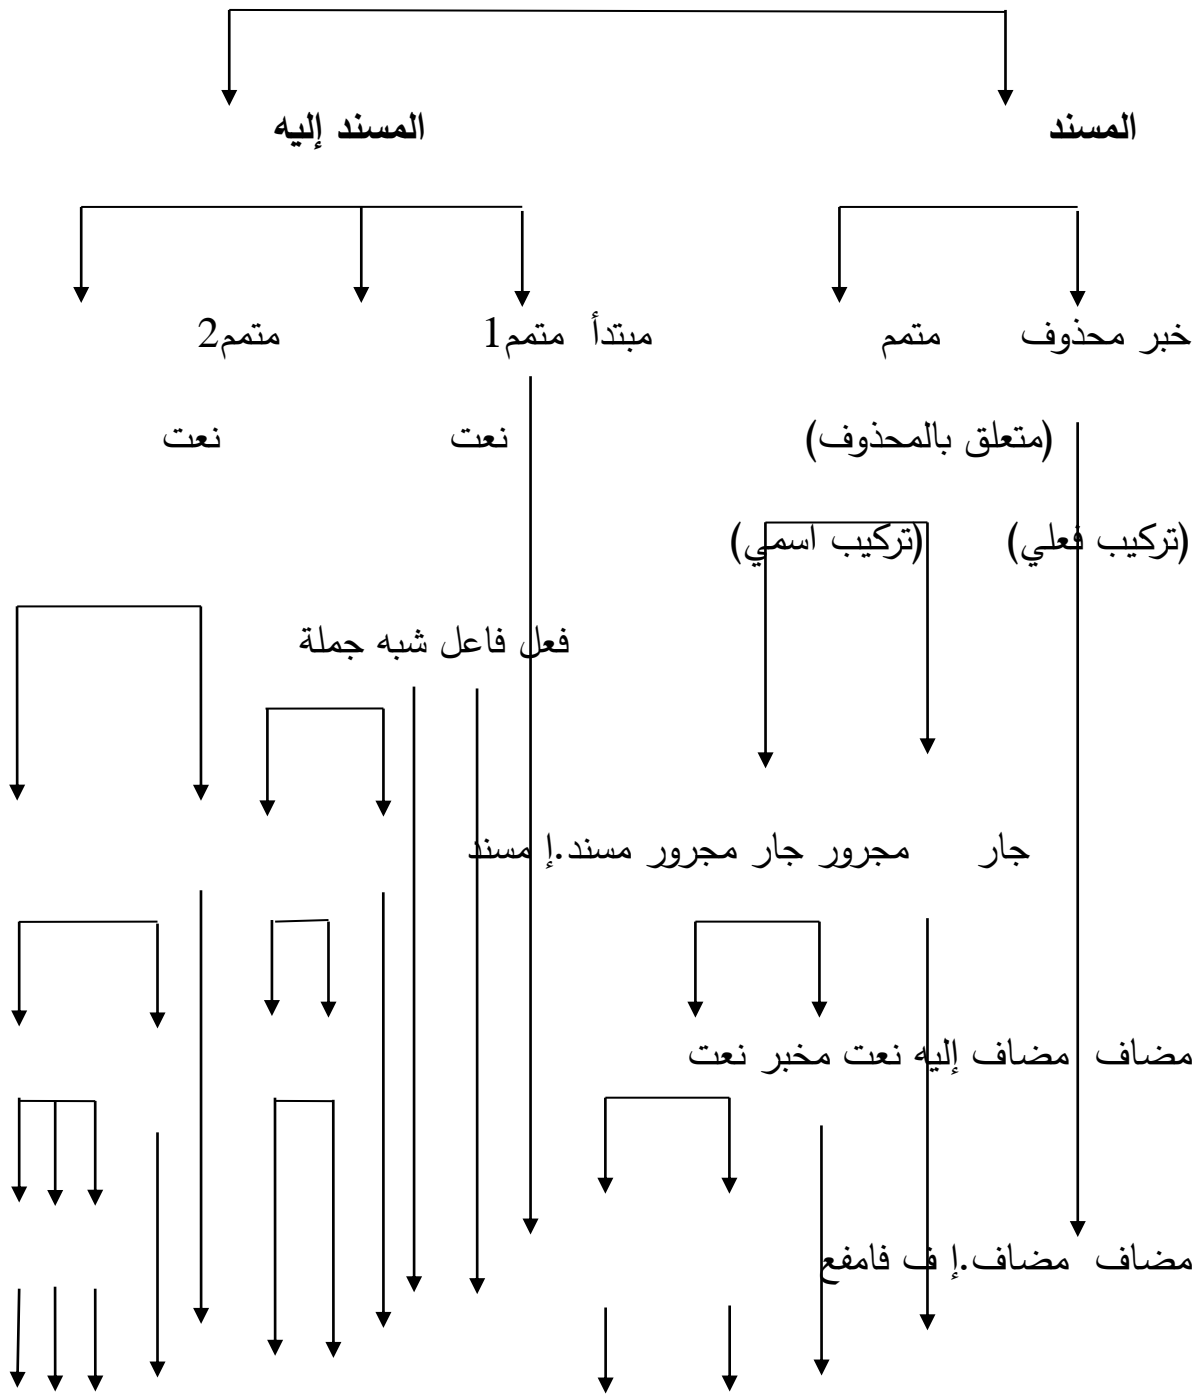 المسند المسند إليه
خبر محذوف متمم مبتدأ متمم1 متمم2
(متعلق بالمحذوف) نعت نعت
(تركيب فعلي) (تركيب اسمي)
فعل فاعل شبه جملة
جار مجرور جار مجرور مسند.إ مسند
مضاف مضاف إليه نعت مخبر نعت
مضاف مضاف.إ ف فامفع